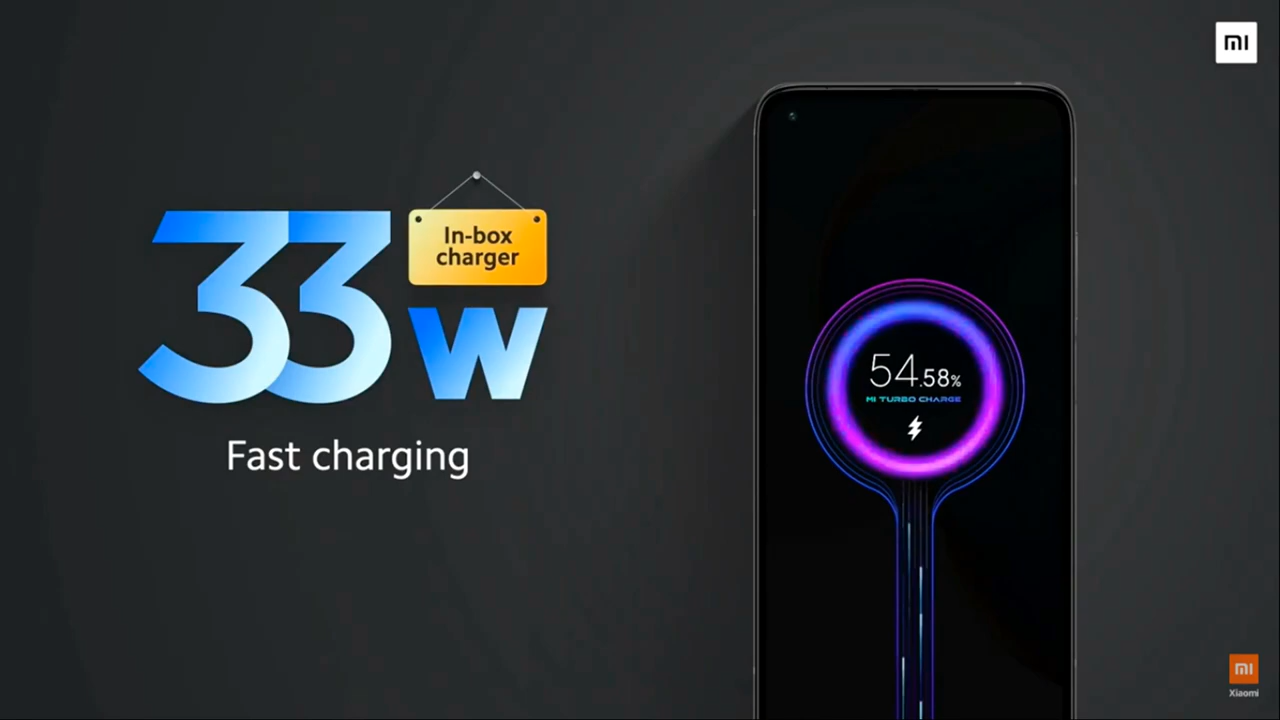 mi
33 W
In-box
charger
Fast charging
54.58%
MI TURBO CHARGE
mi
Xiaomi